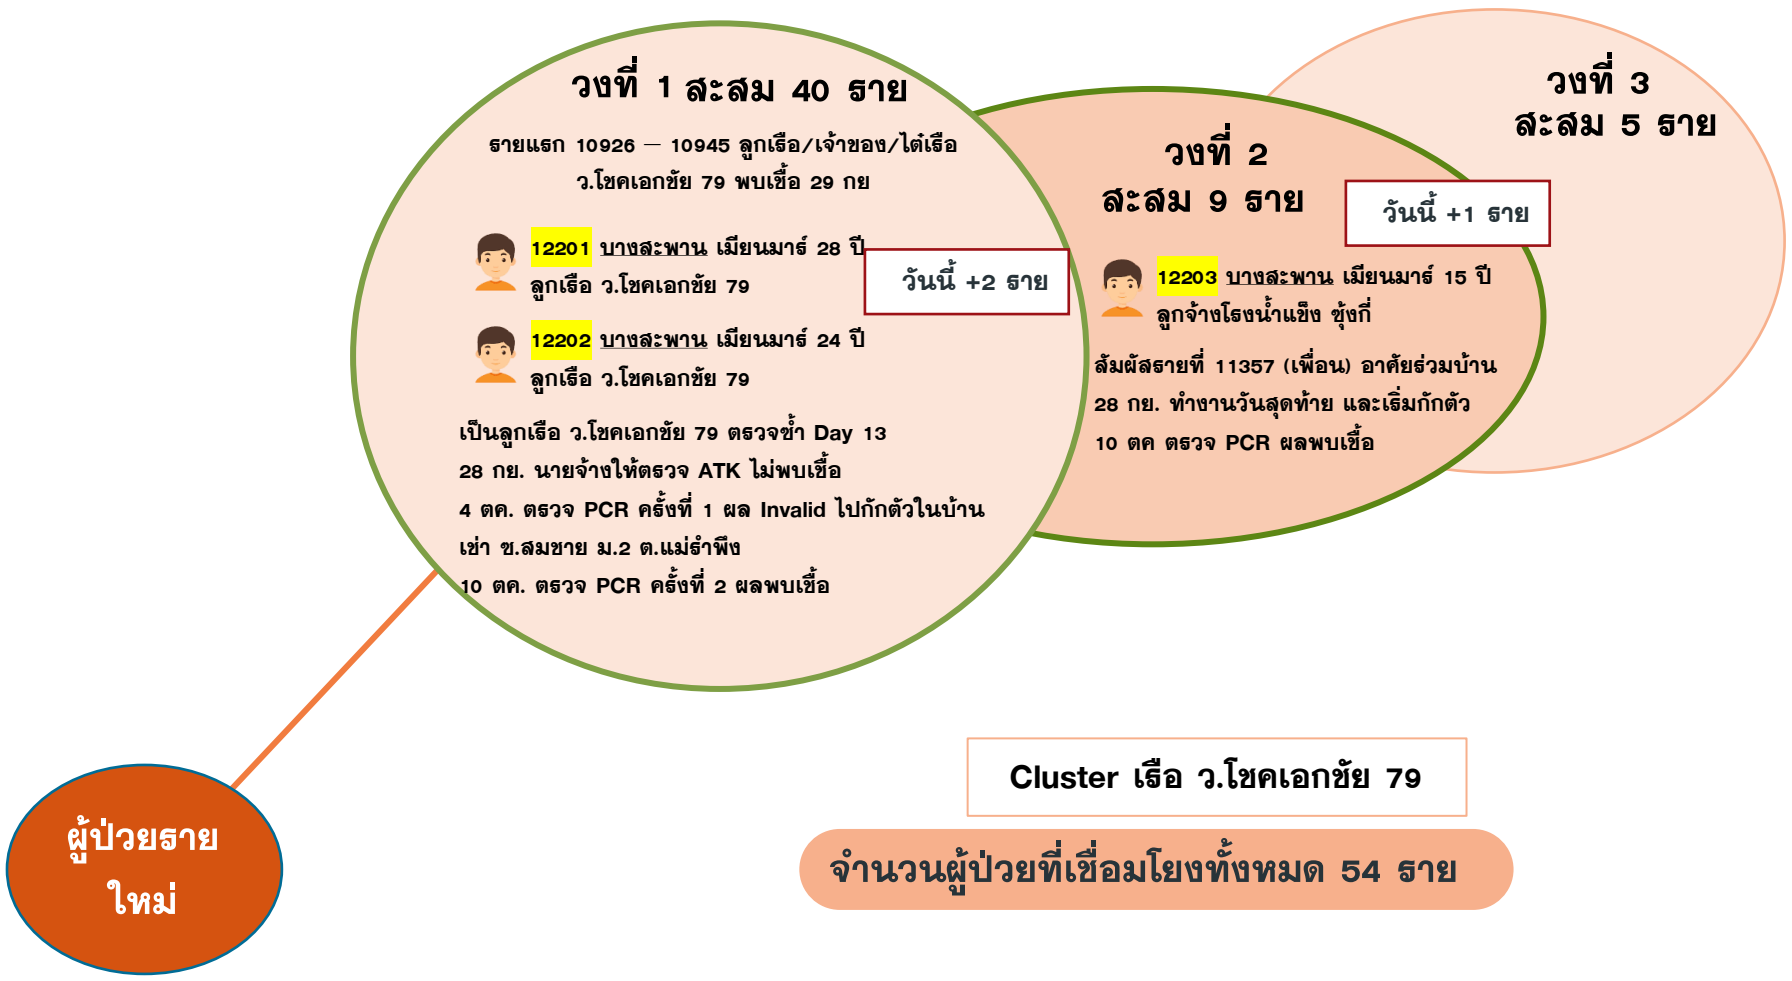 วงที่ 1 สะสม 40 ราย
รายแรก 10926 – 10945 ลูกเรือ/เจ้าของ/ไต๋เรือ
ว.โชคเอกชัย 79 พบเชื้อ 29 กย
12201 บางสะพาน เมียนมาร์ 28 ปี
ลูกเรือ ว.โชคเอกชัย 79
วันนี้ +2 ราย
12202 บางสะพาน เมียนมาร์ 24 ปี
ลูกเรือ ว.โชคเอกชัย 79
เป็นลูกเรือ ว.โชคเอกชัย 79 ตรวจซ้ำ Day 13
28 กย. นายจ้างให้ตรวจ ATK ไม่พบเชื้อ
4 ตค. ตรวจ PCR ครั้งที่ 1 ผล Invalid ไปกักตัวในบ้าน
เช่า ซ.สมชาย ม.2 ต.แม่รำพึง
10 ตค. ตรวจ PCR ครั้งที่ 2 ผลพบเชื้อ
วงที่ 2
สะสม 9 ราย
12203 บางสะพาน เมียนมาร์ 15 ปี
ลูกจ้างโรงน้ำแข็ง ซุ้งกี่
สัมผัสรายที่ 11357 (เพื่อน) อาศัยร่วมบ้าน
28 กย. ทำงานวันสุดท้าย และเริ่มกักตัว
10 ตค ตรวจ PCR ผลพบเชื้อ
วงที่ 3
สะสม 5 ราย
วันนี้ +1 ราย
ผู้ป่วยราย
ใหม่
Cluster เรือ ว.โชคเอกชัย 79
จำนวนผู้ป่วยที่เชื่อมโยงทั้งหมด 54 ราย